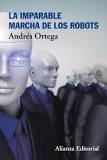 LA IMPARABLE
MARCHA DE LOS ROBOTS
Andrés Ortega
Alianza Editorial